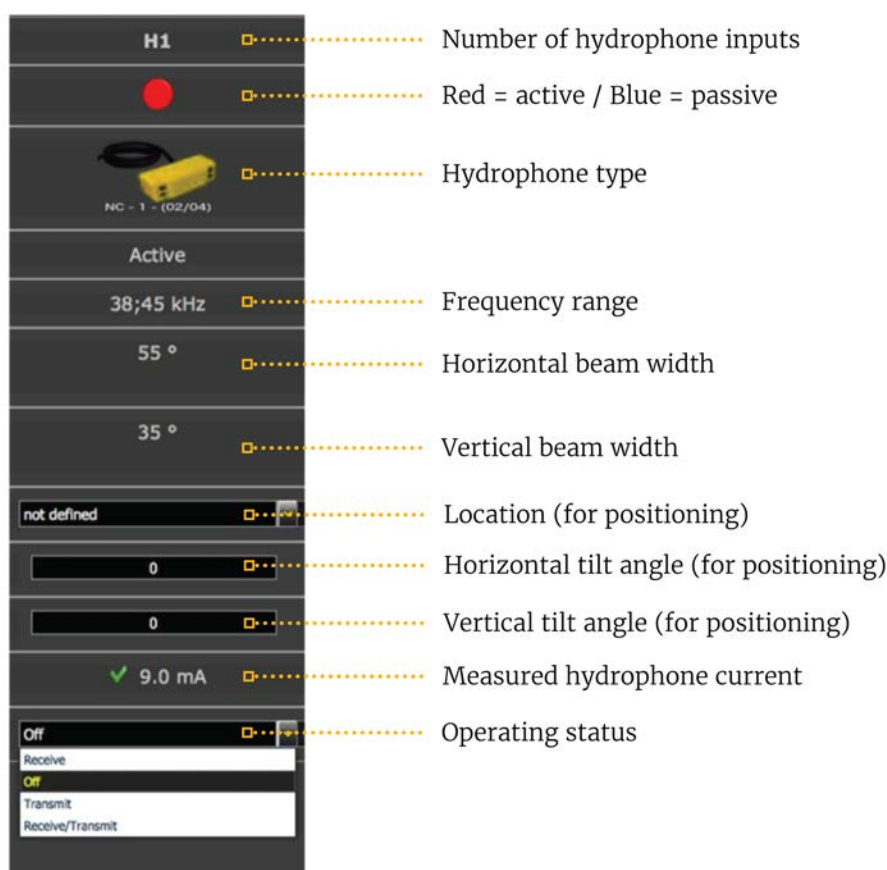 H1
Number of hydrophone inputs
Red = active / Blue = passive
NC - 1 - (02/04)
Hydrophone type
Active
38;45 kHz
Frequency range
55 °
Horizontal beam width
35 °
Vertical beam width
not defined
Location (for positioning)
0
Horizontal tilt angle (for positioning)
0
Vertical tilt angle (for positioning)
9.0 mA
Measured hydrophone current
Off
Operating status
Receive
Off
Transmit
Receive/Transmit